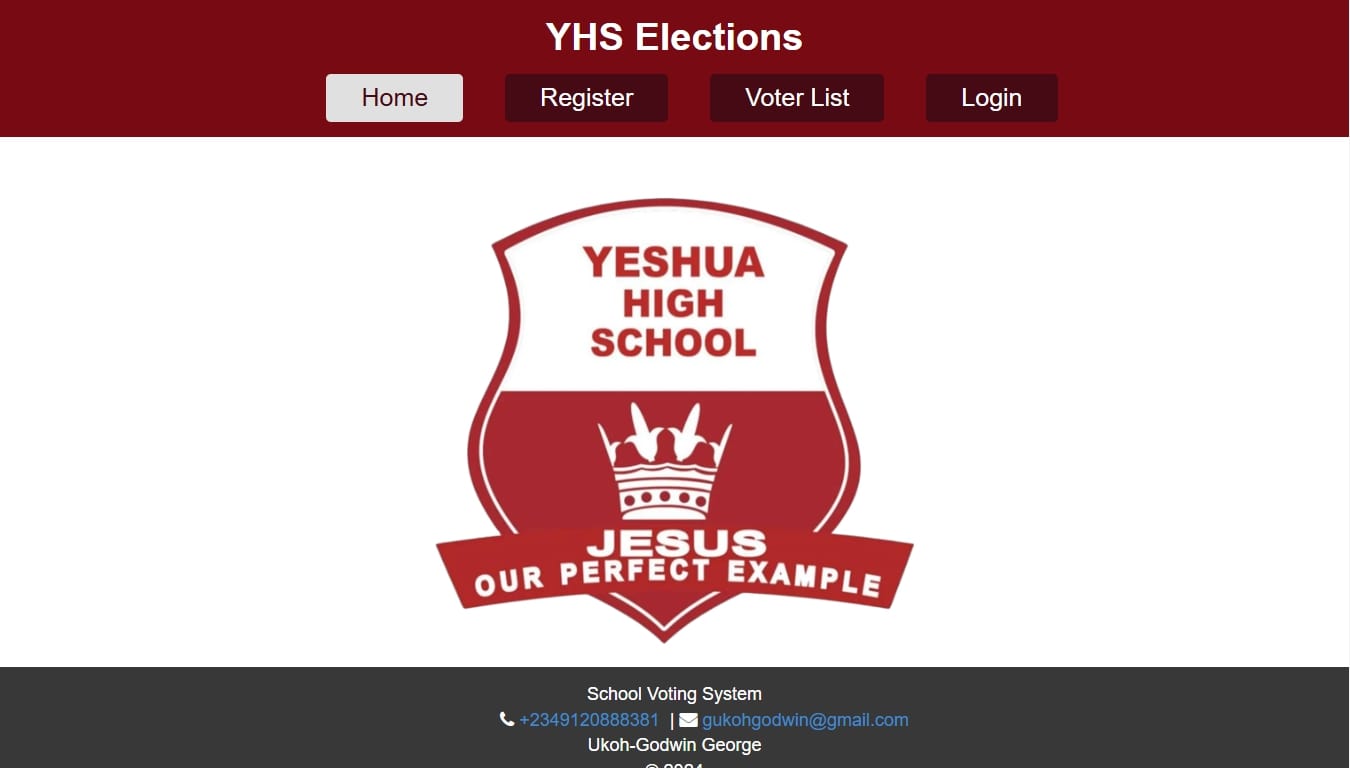 YHS Elections
Home Register Voter List Login
YESHUA
HIGH
SCHOOL
JESUS
OUR PERFECT EXAMPLE
School Voting System
+2349120888381 | gukohgodwin@gmail.com
Ukoh-Godwin George